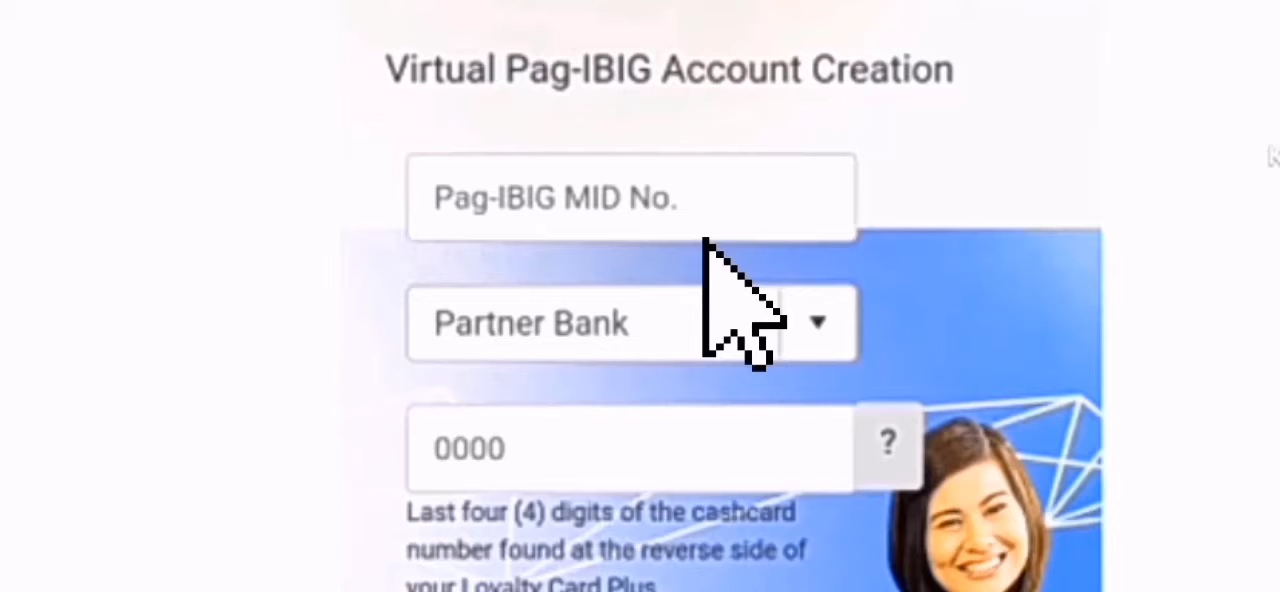 Virtual Pag-IBIG Account Creation
Pag-IBIG MID No.
Partner Bank
0000
?
Last four (4) digits of the cashcard
number found at the reverse side of
your Loyalty Card Plus